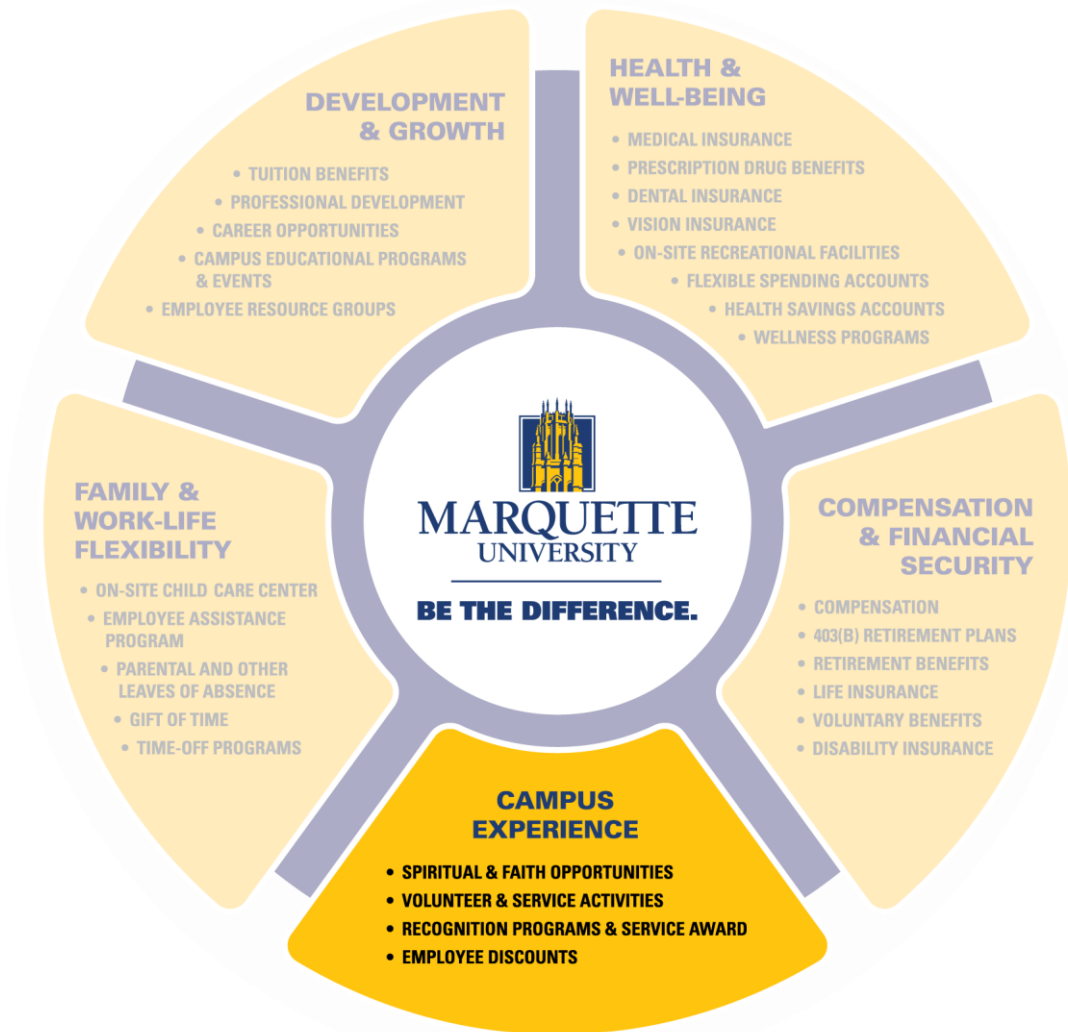 DEVELOPMENT
& GROWTH
• TUITION BENEFITS
• PROFESSIONAL DEVELOPMENT
• CAREER OPPORTUNITIES
• CAMPUS EDUCATIONAL PROGRAMS
& EVENTS
• EMPLOYEE RESOURCE GROUPS
HEALTH &
WELL-BEING
• MEDICAL INSURANCE
• PRESCRIPTION DRUG BENEFITS
• DENTAL INSURANCE
• VISION INSURANCE
• ON-SITE RECREATIONAL FACILITIES
• FLEXIBLE SPENDING ACCOUNTS
• HEALTH SAVINGS ACCOUNTS
• WELLNESS PROGRAMS
MARQUETTE
UNIVERSITY
BE THE DIFFERENCE.
FAMILY &
WORK-LIFE
FLEXIBILITY
• ON-SITE CHILD CARE CENTER
• EMPLOYEE ASSISTANCE
PROGRAM
• PARENTAL AND OTHER
LEAVES OF ABSENCE
• GIFT OF TIME
• TIME-OFF PROGRAMS
COMPENSATION
& FINANCIAL
SECURITY
• COMPENSATION
• 403(B) RETIREMENT PLANS
• RETIREMENT BENEFITS
• LIFE INSURANCE
• VOLUNTARY BENEFITS
• DISABILITY INSURANCE
CAMPUS
EXPERIENCE
• SPIRITUAL & FAITH OPPORTUNITIES
• VOLUNTEER & SERVICE ACTIVITIES
• RECOGNITION PROGRAMS & SERVICE AWARD
• EMPLOYEE DISCOUNTS